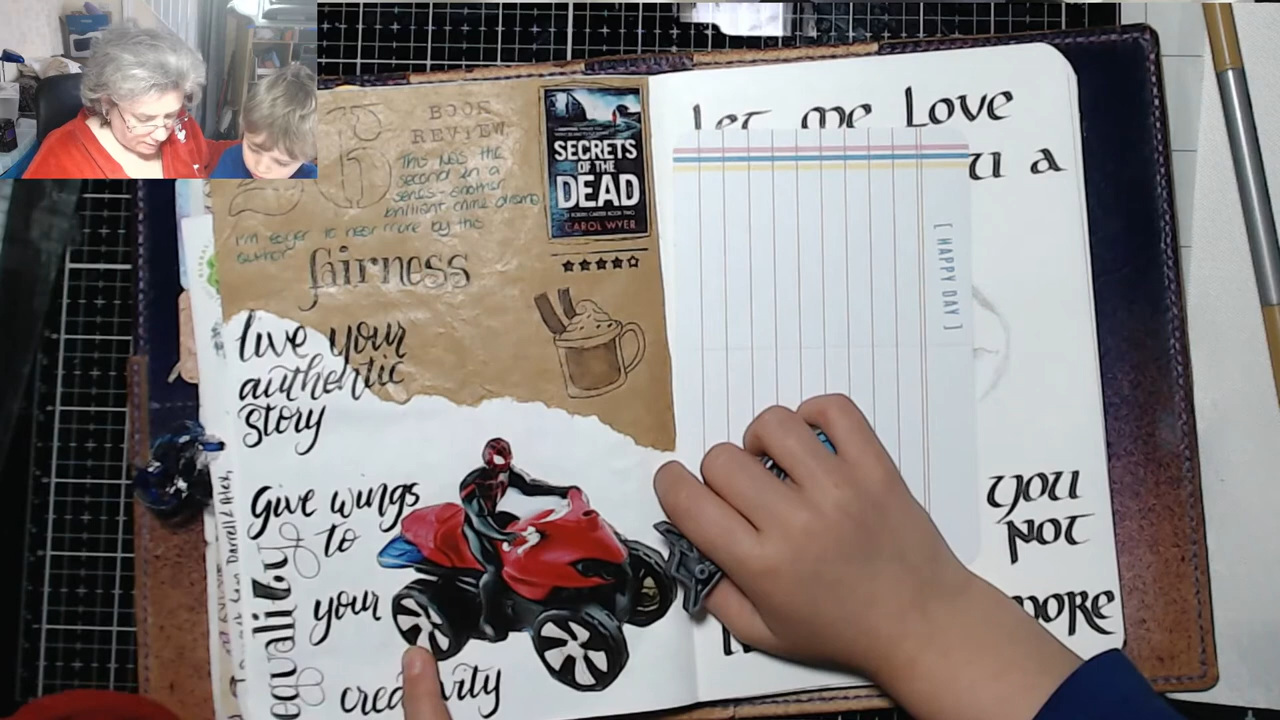 BOOK
REVIEW
This was the
second in a
series - another
brilliant crime drama
I'm eager to hear more by this
author
SECRETS
OF THE
DEAD
CAROL WYER
fairness
live your
authentic
story
Give wings
to
your
creativity
equality
Let me Love
u a
[ HAPPY DAY ]
you
not
more